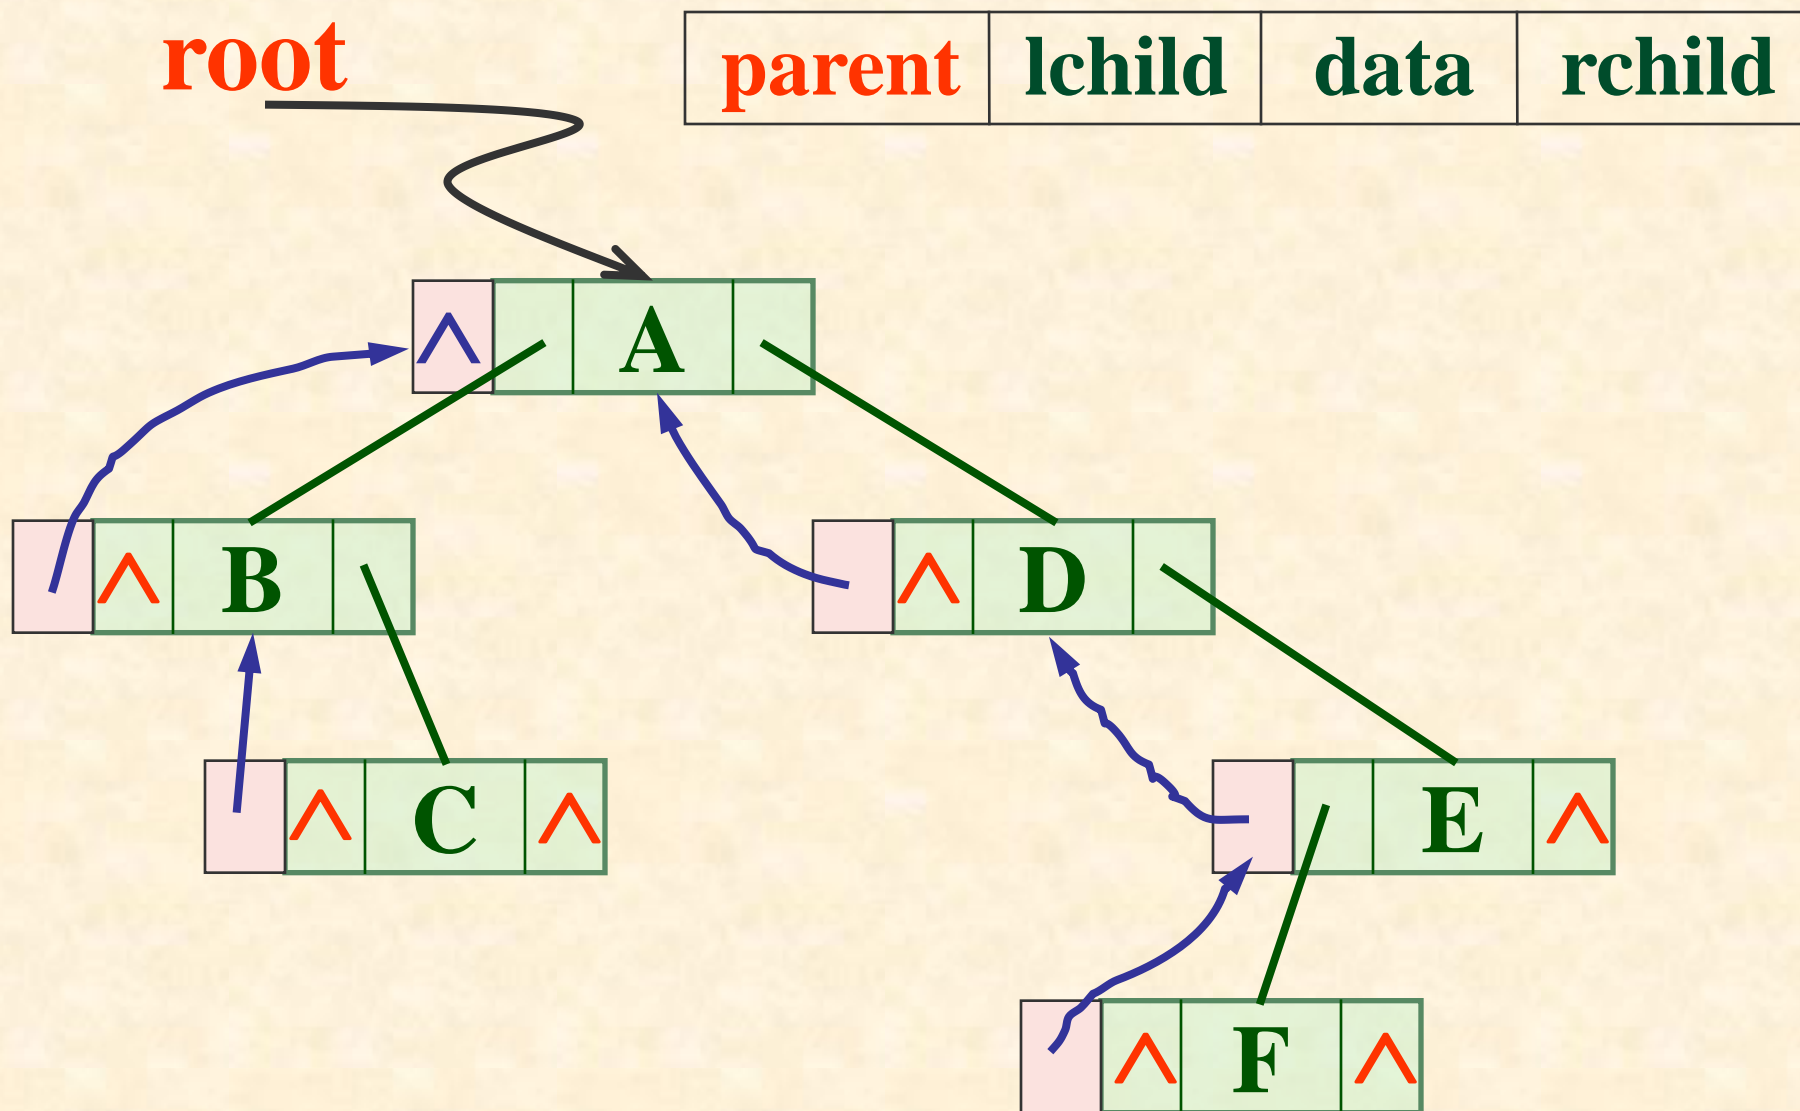 root
parent lchild data rchild
^ A
^ B
^ D
^ C ^
E ^
^ F ^